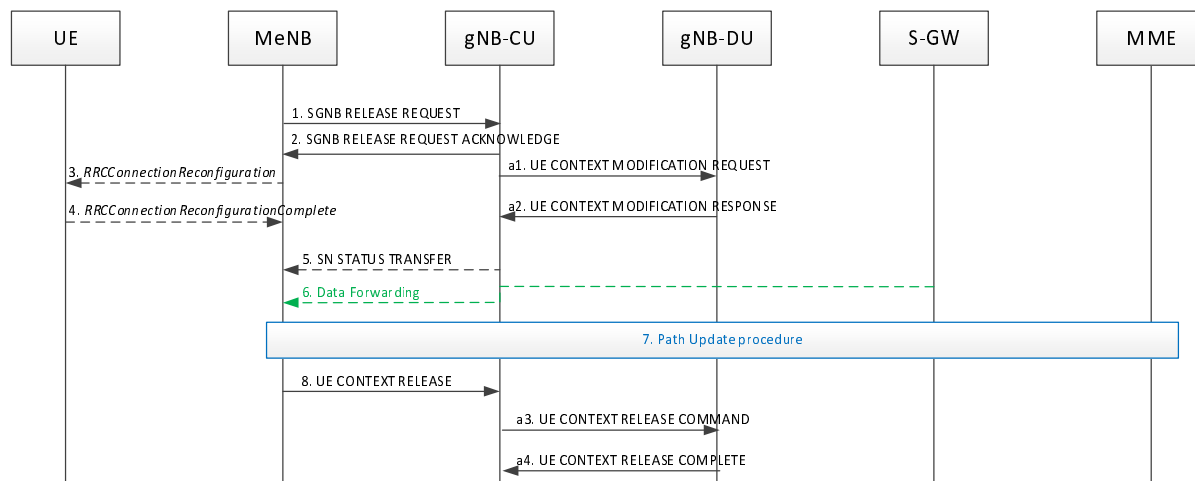 UE
MeNB
gNB-CU
gNB-DU
S-GW
MME
1. SGNB RELEASE REQUEST
2. SGNB RELEASE REQUEST ACKNOWLEDGE
a1. UE CONTEXT MODIFICATION REQUEST
3. RRCConnectionReconfiguration
a2. UE CONTEXT MODIFICATION RESPONSE
4. RRCConnectionReconfigurationComplete
5. SN STATUS TRANSFER
6. Data Forwarding
7. Path Update procedure
8. UE CONTEXT RELEASE
a3. UE CONTEXT RELEASE COMMAND
a4. UE CONTEXT RELEASE COMPLETE